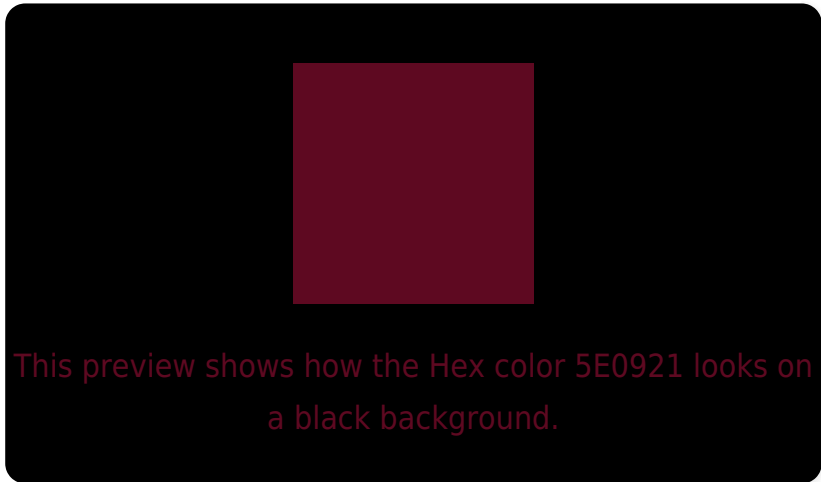 This preview shows how the Hex color 5E0921 looks on
a black background.